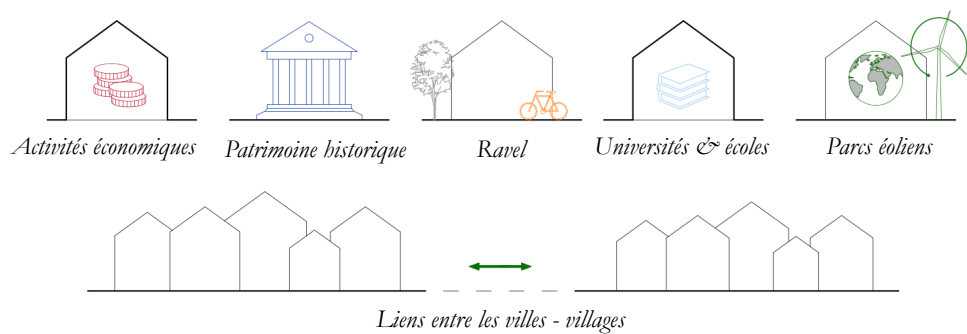 Activités économiques
Patrimoine historique
Ravel
Universités & écoles
Parcs éoliens
Liens entre les villes - villages